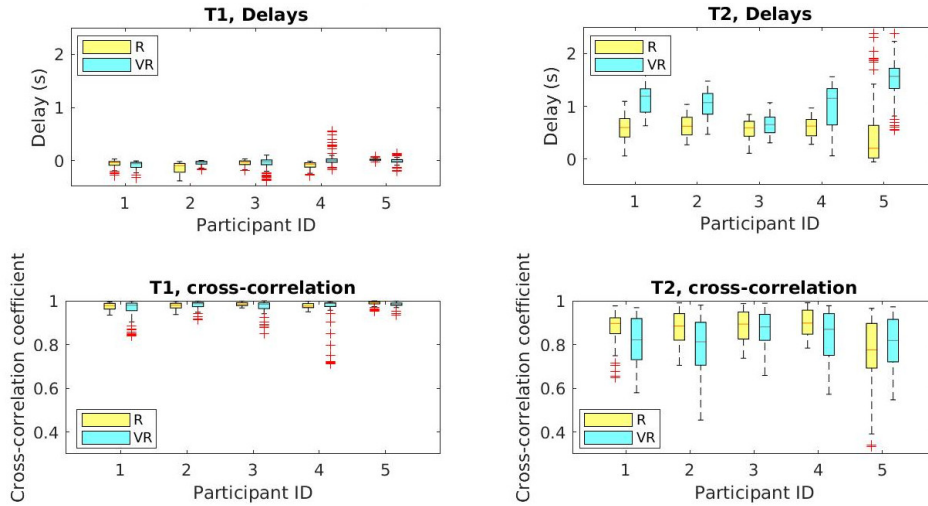 T1, Delays
R
VR
Delay (s)
2
1
0
1 2 3 4 5
Participant ID
T2, Delays
R
VR
Delay (s)
2
1
0
1 2 3 4 5
Participant ID
T1, cross-correlation
Cross-correlation coefficient
1
0.8
0.6
0.4
R
VR
1 2 3 4 5
Participant ID
T2, cross-correlation
Cross-correlation coefficient
1
0.8
0.6
0.4
R
VR
1 2 3 4 5
Participant ID